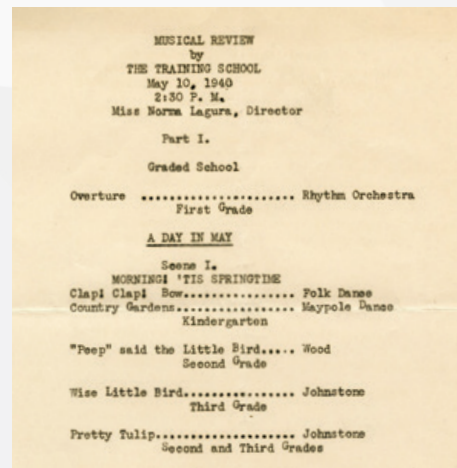 MUSICAL REVIEW
by
THE TRAINING SCHOOL
May 10, 1940
2:30 P. M.
Miss Norma Lagura, Director
Part I.
Graded School
Overture ...................... Rhythm Orchestra
First Grade
A DAY IN MAY
Scene I.
MORNING! 'TIS SPRINGTIME
Clap! Clap! Bow................ Folk Dance
Country Gardens................. Maypole Dance
Kindergarten
"Peep" said the Little Bird..... Wood
Second Grade
Wise Little Bird................ Johnstone
Third Grade
Pretty Tulip.................... Johnstone
Second and Third Grades